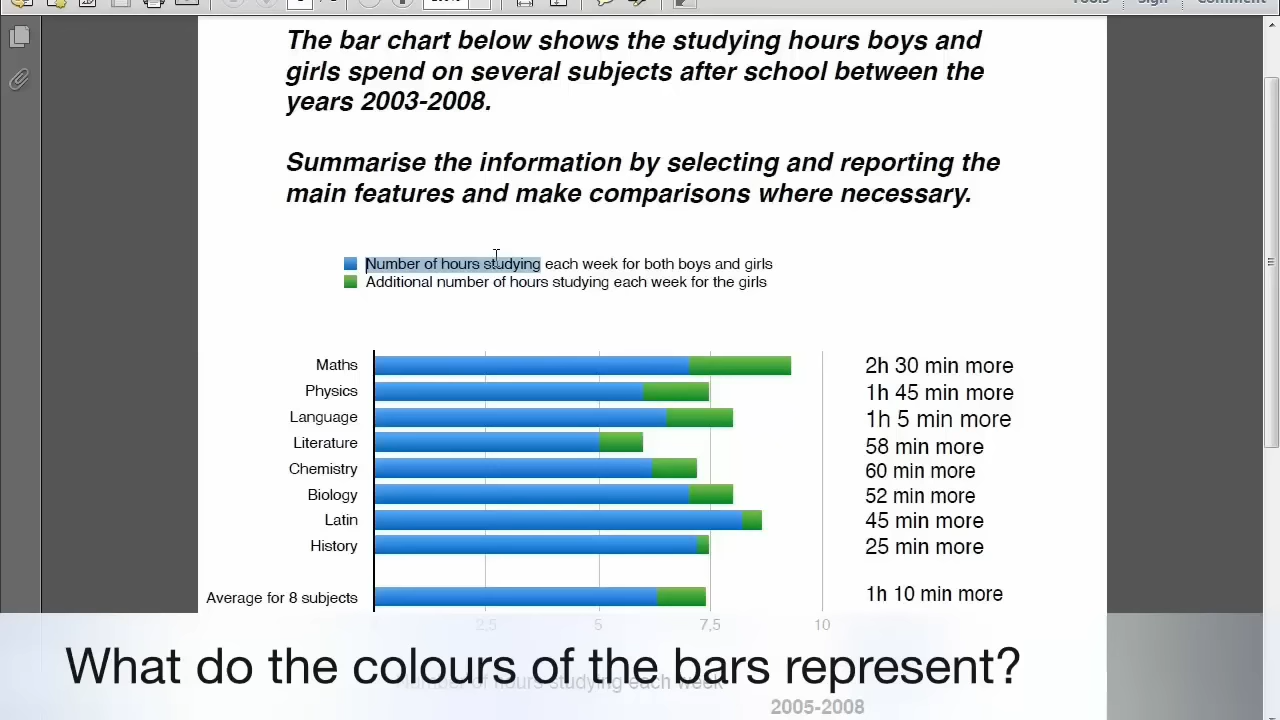 The bar chart below shows the studying hours boys and
girls spend on several subjects after school between the
years 2003-2008.
Summarise the information by selecting and reporting the
main features and make comparisons where necessary.
Number of hours studying each week for both boys and girls
Additional number of hours studying each week for the girls
Maths 2h 30 min more
Physics 1h 45 min more
Language 1h 5 min more
Literature 58 min more
Chemistry 60 min more
Biology 52 min more
Latin 45 min more
History 25 min more
Average for 8 subjects 1h 10 min more
2,5 5 7,5 10
What do the colours of the bars represent?
Number of hours studying each week
2005-2008